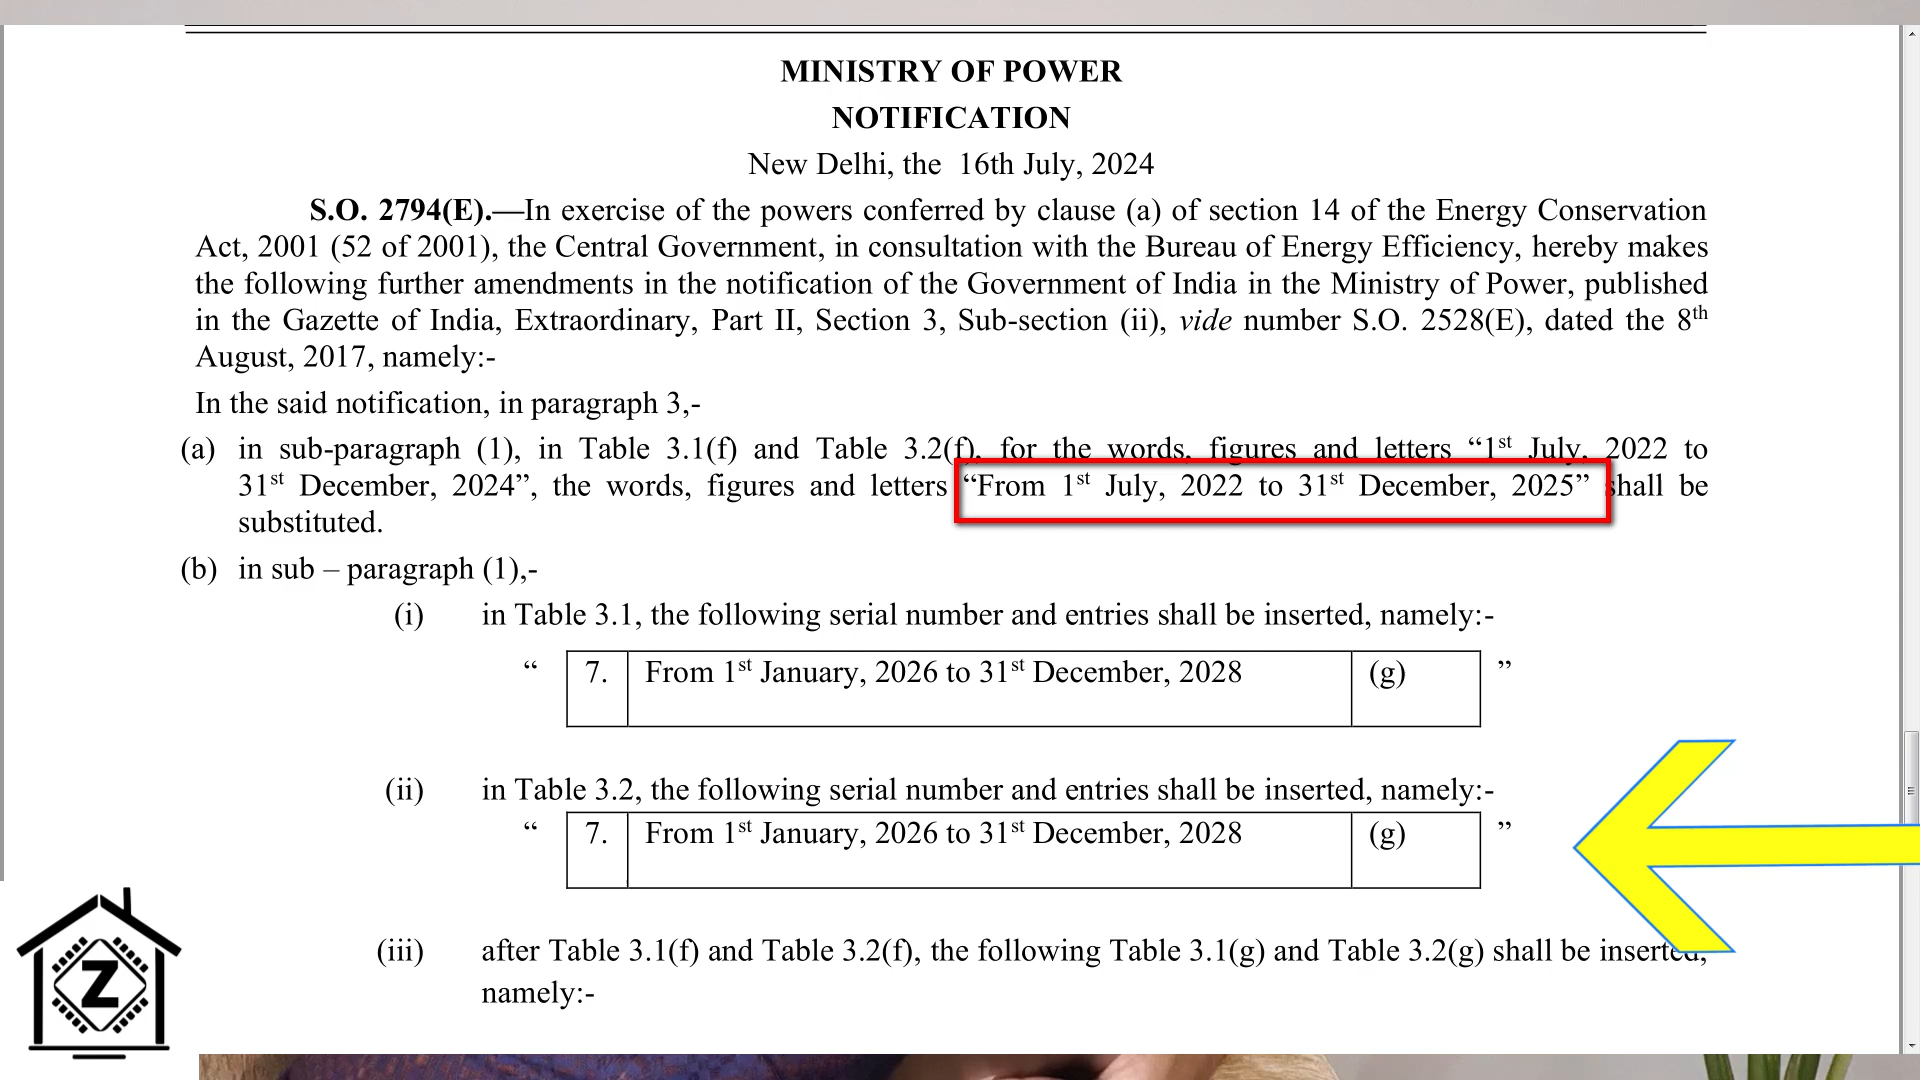 MINISTRY OF POWER
NOTIFICATION
New Delhi, the 16th July, 2024
S.O. 2794(E).—In exercise of the powers conferred by clause (a) of section 14 of the Energy Conservation
Act, 2001 (52 of 2001), the Central Government, in consultation with the Bureau of Energy Efficiency, hereby makes
the following further amendments in the notification of the Government of India in the Ministry of Power, published
in the Gazette of India, Extraordinary, Part II, Section 3, Sub-section (ii), vide number S.O. 2528(E), dated the 8th
August, 2017, namely:-
In the said notification, in paragraph 3,-
(a) in sub-paragraph (1), in Table 3.1(f) and Table 3.2(f), for the words, figures and letters “1st July, 2022 to
31st December, 2024”, the words, figures and letters “From 1st July, 2022 to 31st December, 2025” shall be
substituted.
(b) in sub – paragraph (1),-
(i) in Table 3.1, the following serial number and entries shall be inserted, namely:-
“ 7. From 1st January, 2026 to 31st December, 2028 (g) ”
(ii) in Table 3.2, the following serial number and entries shall be inserted, namely:-
“ 7. From 1st January, 2026 to 31st December, 2028 (g) ”
(iii) after Table 3.1(f) and Table 3.2(f), the following Table 3.1(g) and Table 3.2(g) shall be inserted,
namely:-
Z